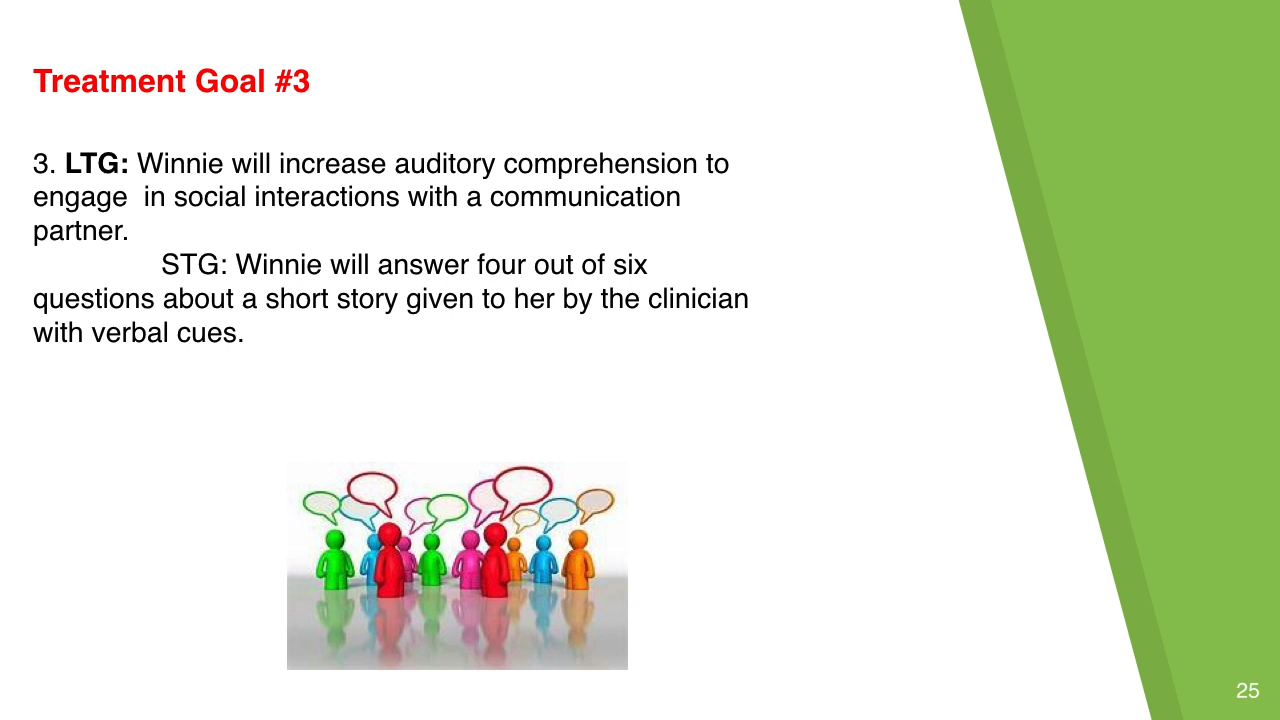 Treatment Goal #3
3. LTG: Winnie will increase auditory comprehension to
engage  in social interactions with a communication
partner.
STG: Winnie will answer four out of six
questions about a short story given to her by the clinician
with verbal cues.
25